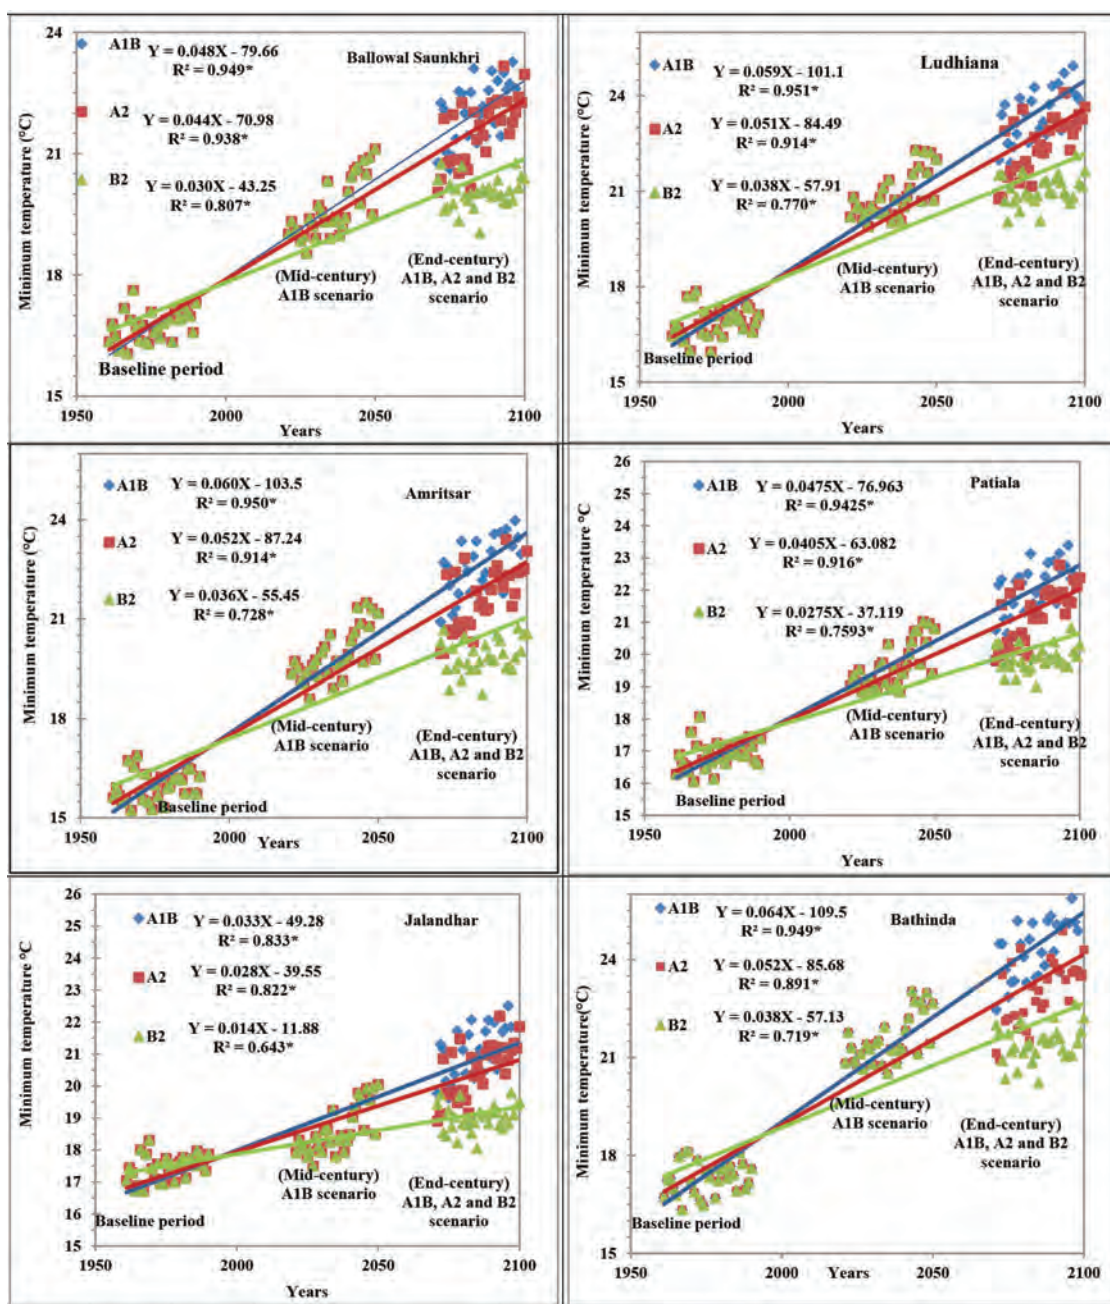 24
21
18
15
1950
2000
2050
2100
Minimum temperature (°C)
Years
A1B Y = 0.048X - 79.66
R² = 0.949*
A2
Y = 0.044X - 70.98
R² = 0.938*
B2
Y = 0.030X - 43.25
R² = 0.807*
Ballowal Saunkhri
(Mid-century)
A1B scenario
(End-century)
A1B, A2 and B2
scenario
Baseline period
24
21
18
15
1950
2000
2050
2100
Minimum temperature (°C)
Years
A1B Y = 0.059X - 101.1
R² = 0.951*
A2
Y = 0.051X - 84.49
R² = 0.914*
B2
Y = 0.038X - 57.91
R² = 0.770*
Ludhiana
(Mid-century)
A1B scenario
(End-century)
A1B, A2 and B2
scenario
Baseline period
24
21
18
15
1950
2000
2050
2100
Minimum temperature (°C)
Years
A1B Y = 0.060X - 103.5
R² = 0.950*
A2 Y = 0.052X - 87.24
R² = 0.914*
B2 Y = 0.036X - 55.45
R² = 0.728*
Amritsar
(Mid-century)
A1B scenario
(End-century)
A1B, A2 and B2
scenario
Baseline period
26
25
24
23
22
21
20
19
18
17
16
15
1950
2000
2050
2100
Minimum temperature °C
Years
A1B Y = 0.0475X - 76.963
R² = 0.9425*
A2 Y = 0.0405X - 63.082
R² = 0.916*
B2 Y = 0.0275X - 37.119
R² = 0.7593*
Patiala
(Mid-century)
A1B scenario
(End-century)
A1B, A2 and B2
scenario
Baseline period
26
25
24
23
22
21
20
19
18
17
16
15
1950
2000
2050
2100
Minimum temperature °C
Years
A1B Y = 0.033X - 49.28
R² = 0.833*
A2 Y = 0.028X - 39.55
R² = 0.822*
B2 Y = 0.014X - 11.88
R² = 0.643*
Jalandhar
(Mid-century)
A1B scenario
(End-century)
A1B, A2 and B2
scenario
Baseline period
24
21
18
15
1950
2000
2050
2100
Minimum temperature(°C)
Years
A1B Y = 0.064X - 109.5
R² = 0.949*
A2 Y = 0.052X - 85.68
R² = 0.891*
B2 Y = 0.038X - 57.13
R² = 0.719*
Bathinda
(Mid-century)
A1B scenario
(End-century)
A1B, A2 and B2
scenario
Baseline period